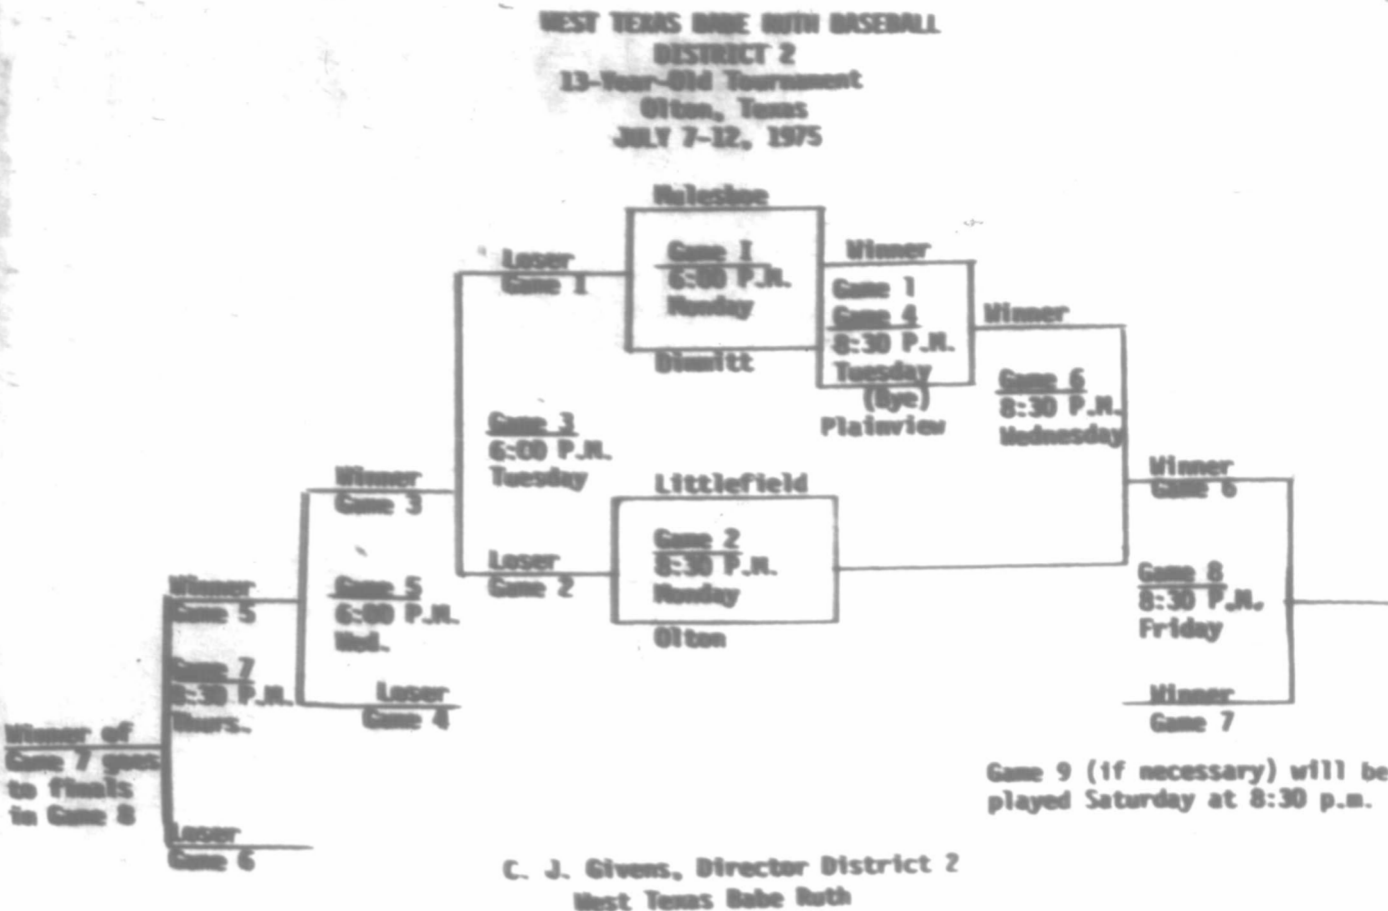 WEST TEXAS BABE RUTH BASEBALL
DISTRICT 2
13-Year-Old Tournament
Olton, Texas
JULY 7-12, 1975
Muleshoe
Game I
6:00 P.M.
Monday
Dimmitt
Loser
Game I
Winner
Game 1
Game 4
8:30 P.M.
Tuesday
(Bye)
Plainview
Winner
Game 6
8:30 P.M.
Wednesday
Game 3
6:00 P.M.
Tuesday
Littlefield
Game 2
8:30 P.M.
Monday
Olton
Loser
Game 2
Winner
Game 3
Game 5
6:00 P.M.
Wed.
Loser
Game 4
Winner
Game 5
Game 7
8:30 P.M.
Thurs.
Loser
Game 6
Winner of
Game 7 goes
to finals
in Game 8
Winner
Game 6
Game 8
8:30 P.M.
Friday
Winner
Game 7
Game 9 (if necessary) will be
played Saturday at 8:30 p.m.
C. J. Givens, Director District 2
West Texas Babe Ruth